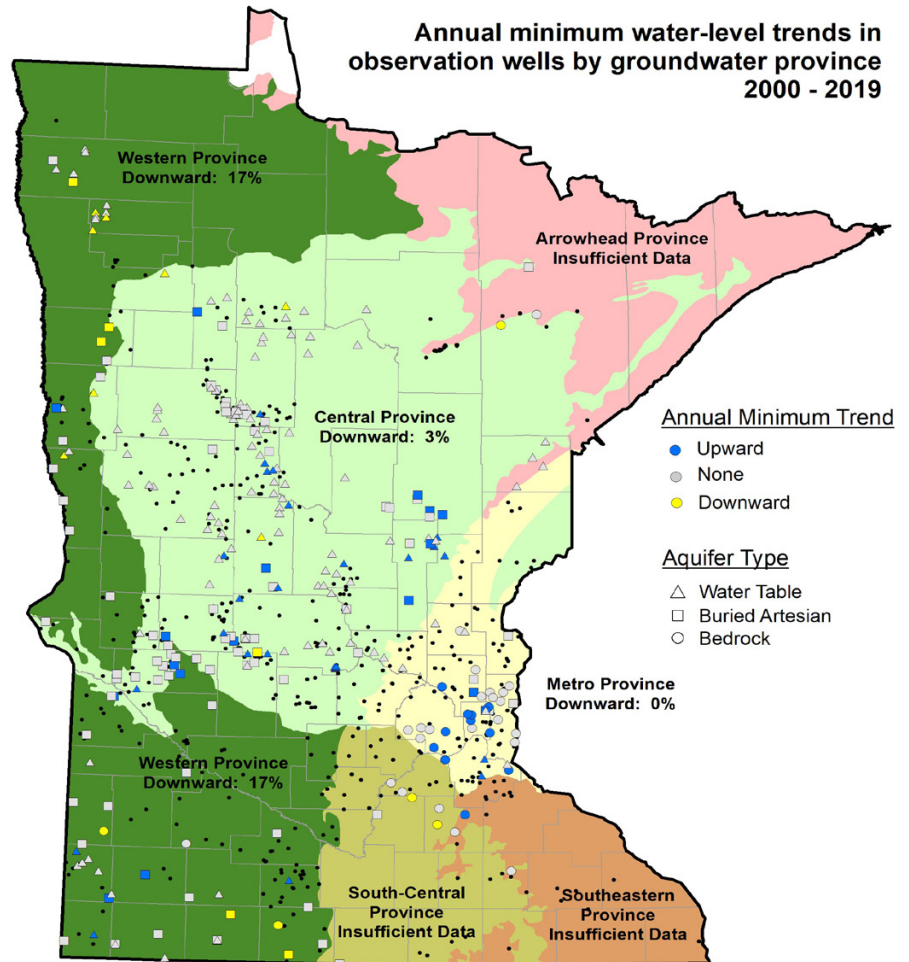 Annual minimum water-level trends in
observation wells by groundwater province
2000 - 2019
Western Province
Downward: 17%
Arrowhead Province
Insufficient Data
Central Province
Downward: 3%
Annual Minimum Trend
Upward
None
Downward
Aquifer Type
Water Table
Buried Artesian
Bedrock
Metro Province
Downward: 0%
Western Province
Downward: 17%
South-Central
Province
Insufficient Data
Southeastern
Province
Insufficient Data